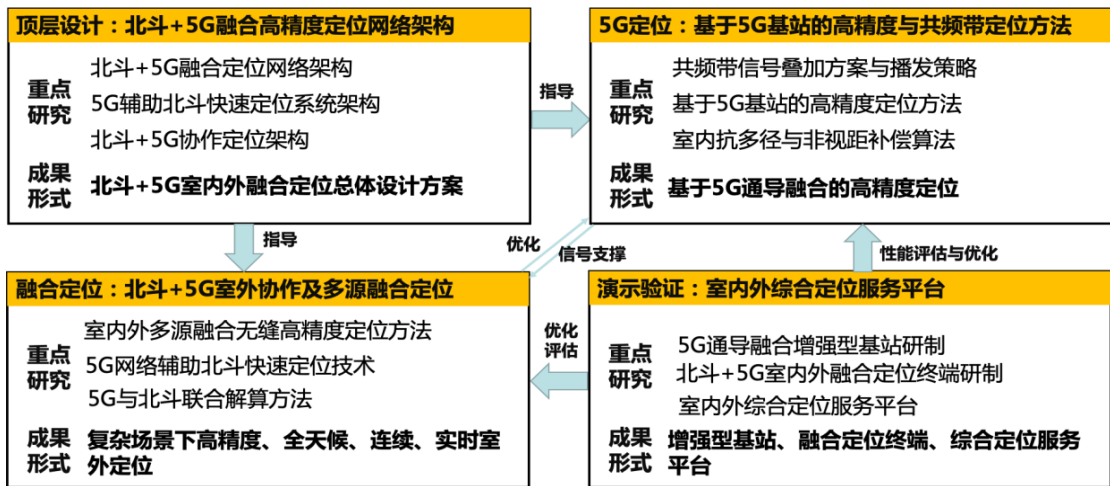 顶层设计：北斗+5G融合高精度定位网络架构
重点
研究
北斗+5G融合定位网络架构
5G辅助北斗快速定位系统架构
北斗+5G协作定位架构
成果
形式
北斗+5G室内外融合定位总体设计方案
指导
5G定位：基于5G基站的高精度与共频带定位方法
重点
研究
共频带信号叠加方案与播发策略
基于5G基站的高精度定位方法
室内抗多径与非视距补偿算法
成果
形式
基于5G通导融合的高精度定位
指导
优化
信号支撑
性能评估与优化
融合定位：北斗+5G室外协作及多源融合定位
重点
研究
室内外多源融合无缝高精度定位方法
5G网络辅助北斗快速定位技术
5G与北斗联合解算方法
成果
形式
复杂场景下高精度、全天候、连续、实时室
外定位
优化
评估
演示验证：室内外综合定位服务平台
重点
研究
5G通导融合增强型基站研制
北斗+5G室内外融合定位终端研制
室内外综合定位服务平台
成果
形式
增强型基站、融合定位终端、综合定位服务
平台